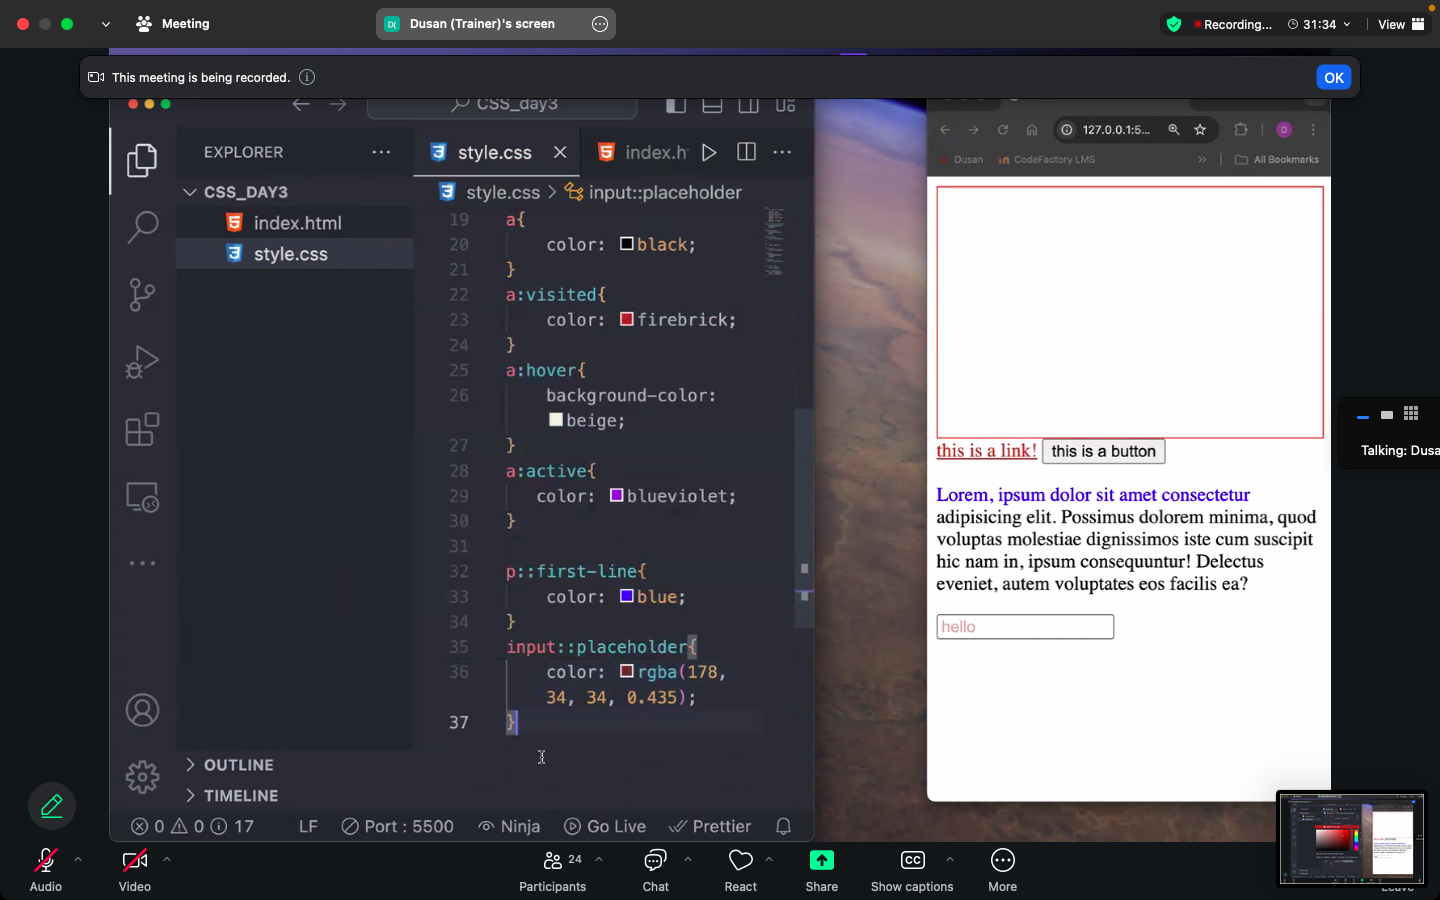 Meeting
D( Dusan (Trainer)'s screen
Recording... 31:34 View
This meeting is being recorded.
OK
CSS_day3
127.0.0.1:5...
D
Dusan CodeFactory LMS » All Bookmarks
EXPLORER
style.css
index.h
CSS_DAY3
index.html
style.css
style.css > input::placeholder
19 a{
20 color: black;
21 }
22 a:visited{
23 color: firebrick;
24 }
25 a:hover{
26 background-color:
beige;
27 }
28 a:active{
29 color: blueviolet;
30 }
31
32 p::first-line{
33 color: blue;
34 }
35 input::placeholder{
36 color: rgba(178,
34, 34, 0.435);
37 }
OUTLINE
TIMELINE
0 0 17 LF Port : 5500 Ninja Go Live Prettier
this is a link! this is a button
Lorem, ipsum dolor sit amet consectetur
adipisicing elit. Possimus dolorem minima, quod
voluptas molestiae dignissimos iste cum suscipit
hic nam in, ipsum consequuntur! Delectus
eveniet, autem voluptates eos facilis ea?
hello
Talking: Dusa
Audio
Video
24
Participants
Chat
React
Share
CC
Show captions
More
Leave